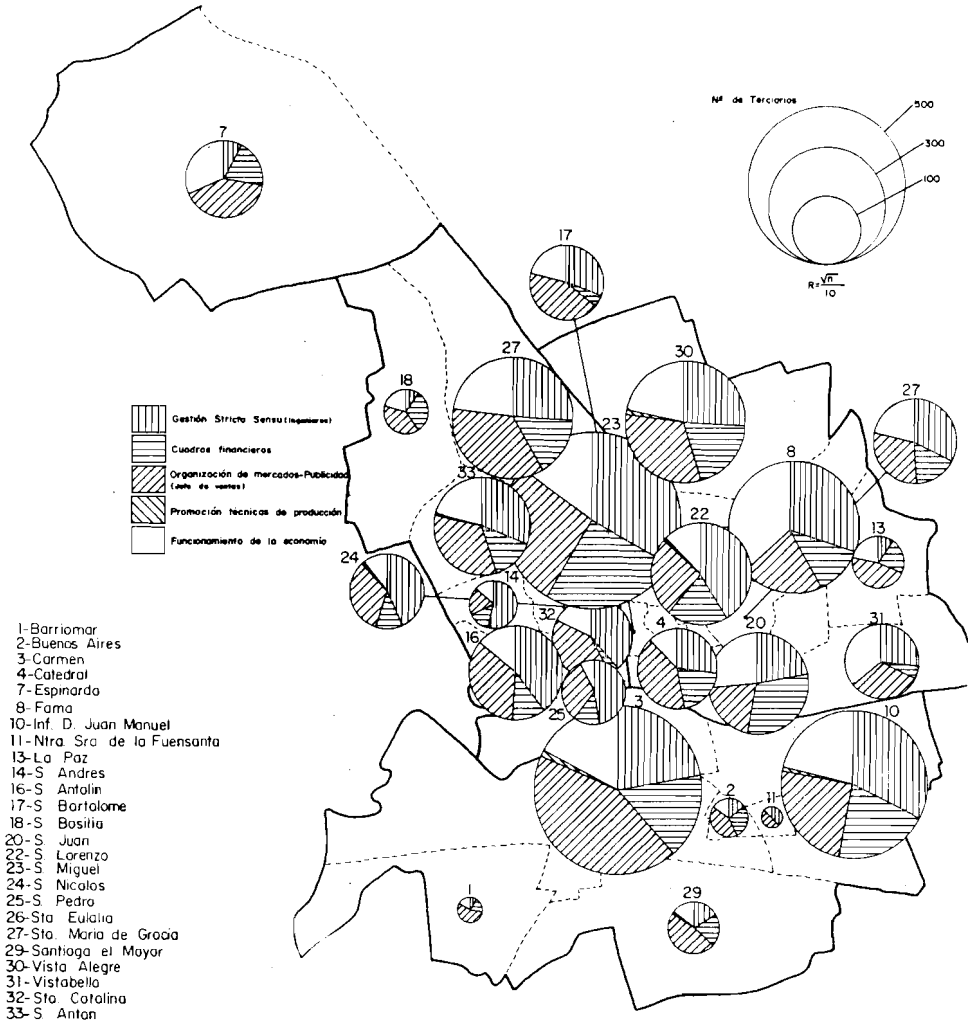 Nº de Terciarios
500
300
100
R=√n/10
7
17
27
30
18
23
27
8
33
22
13
24
14
32
4
20
31
16
25
3
10
2
11
1
29
Gestión Stricto Sensu (Ingenieros)
Cuadros financieros
Organización de mercados-Publicidad
(Jefe de ventas)
Promoción técnicas de producción
Funcionamiento de la economía
1-Barriomar
2-Buenos Aires
3-Carmen
4-Catedral
7-Espinardo
8-Fama
10-Inf. D. Juan Manuel
11-Ntra. Sra de la Fuensanta
13-La Paz
14-S Andres
16-S Antolin
17-S Bartolome
18-S Basilia
20-S. Juan
22-S. Lorenzo
23-S. Miguel
24-S Nicolas
25-S. Pedro
26-Sta Eulalia
27-Sta. Maria de Gracia
29-Santiago el Mayor
30-Vista Alegre
31-Vistabella
32-Sta. Catalina
33-S. Anton